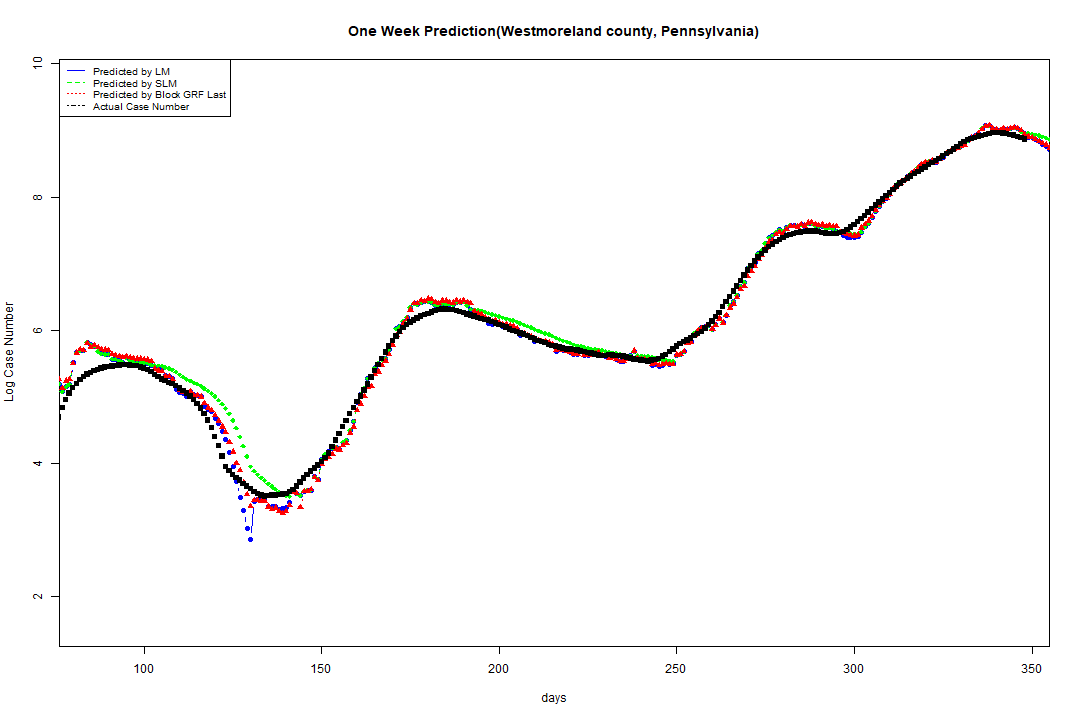 One Week Prediction(Westmoreland county, Pennsylvania)
Predicted by LM
Predicted by SLM
Predicted by Block GRF Last
Actual Case Number
Log Case Number
10
8
6
4
2
100 150 200 250 300 350
days